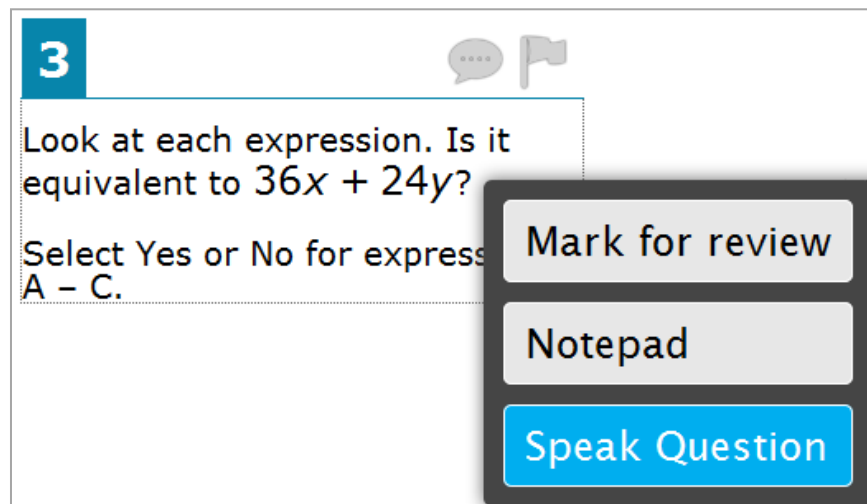 3
Look at each expression. Is it
equivalent to 36x + 24y?
Select Yes or No for express
A – C.
Mark for review
Notepad
Speak Question